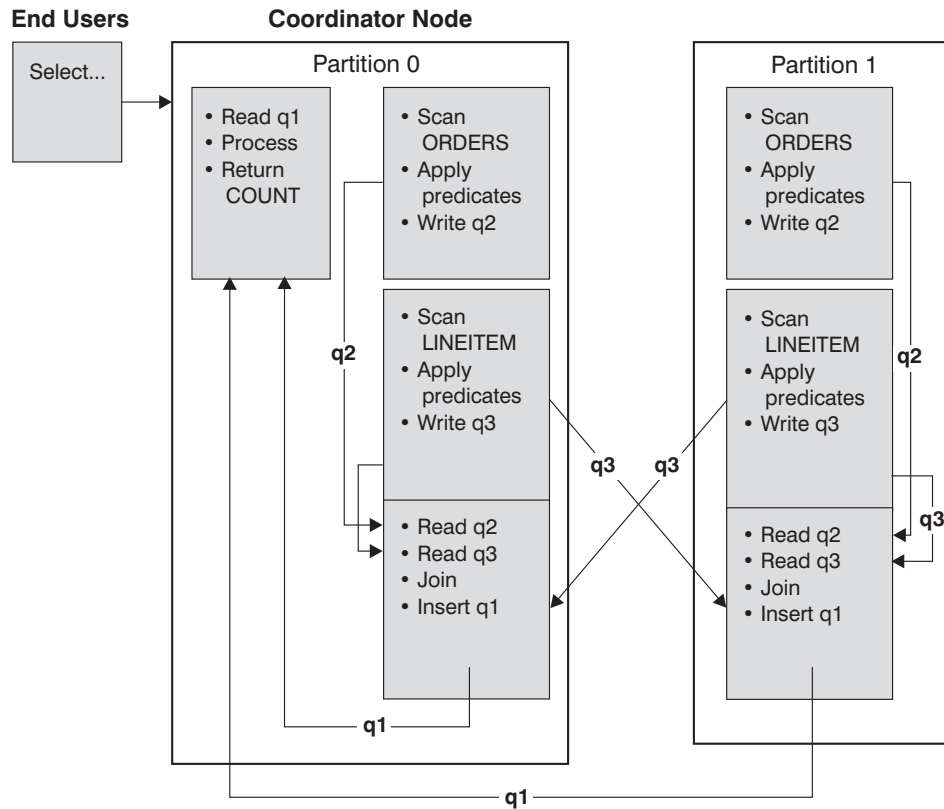 End Users
Coordinator Node
Select...
Partition 0
• Read q1
• Process
• Return
COUNT
• Scan
ORDERS
• Apply
predicates
• Write q2
• Scan
LINEITEM
• Apply
predicates
• Write q3
• Read q2
• Read q3
• Join
• Insert q1
q2
q1
q3
q3
Partition 1
• Scan
ORDERS
• Apply
predicates
• Write q2
• Scan
LINEITEM
• Apply
predicates
• Write q3
• Read q2
• Read q3
• Join
• Insert q1
q2
q3
q1